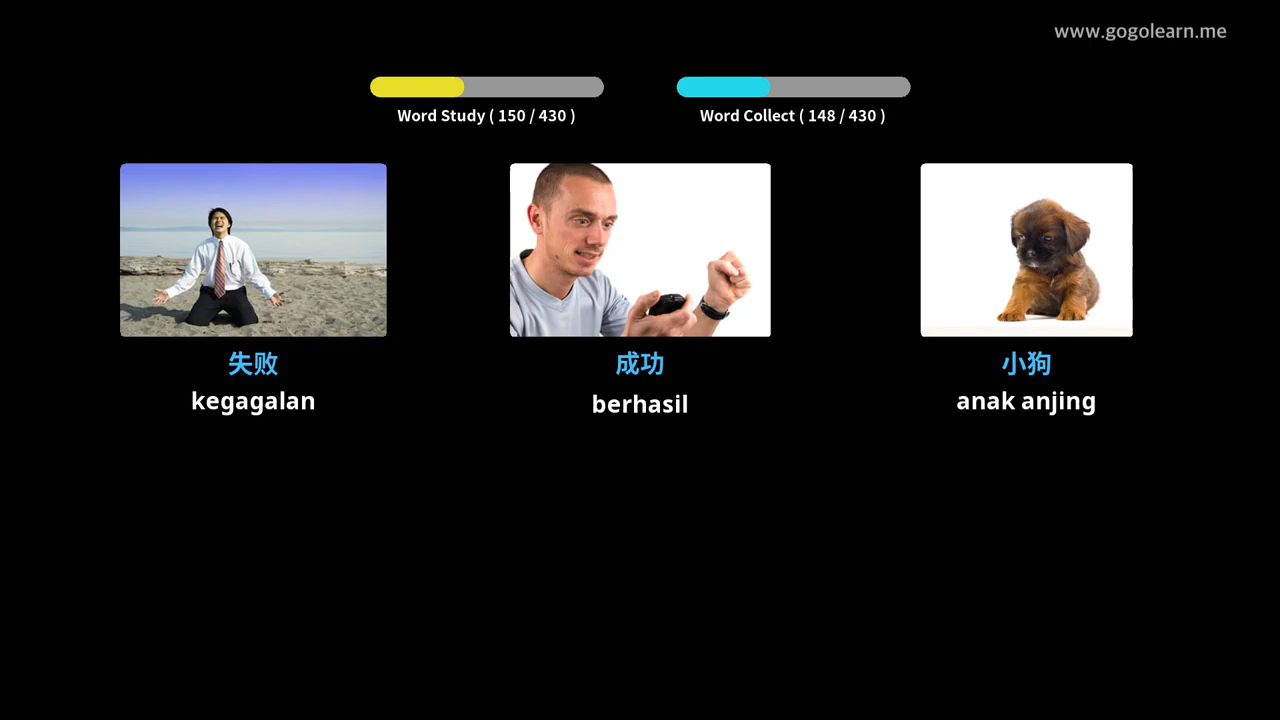 www.gogolearn.me
Word Study ( 150 / 430 )
Word Collect ( 148 / 430 )
失败
成功
小狗
kegagalan
berhasil
anak anjing